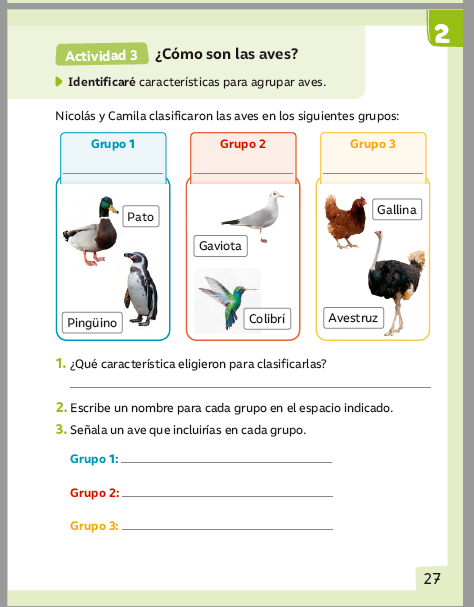 2
Actividad 3 ¿Cómo son las aves?
Identificaré características para agrupar aves.
Nicolás y Camila clasificaron las aves en los siguientes grupos:
Grupo 1
Grupo 2
Grupo 3
Pato
Pingüino
Gaviota
Colibrí
Gallina
Avestruz
1. ¿Qué característica eligieron para clasificarlas?
2. Escribe un nombre para cada grupo en el espacio indicado.
3. Señala un ave que incluirías en cada grupo.
Grupo 1:
Grupo 2:
Grupo 3:
27